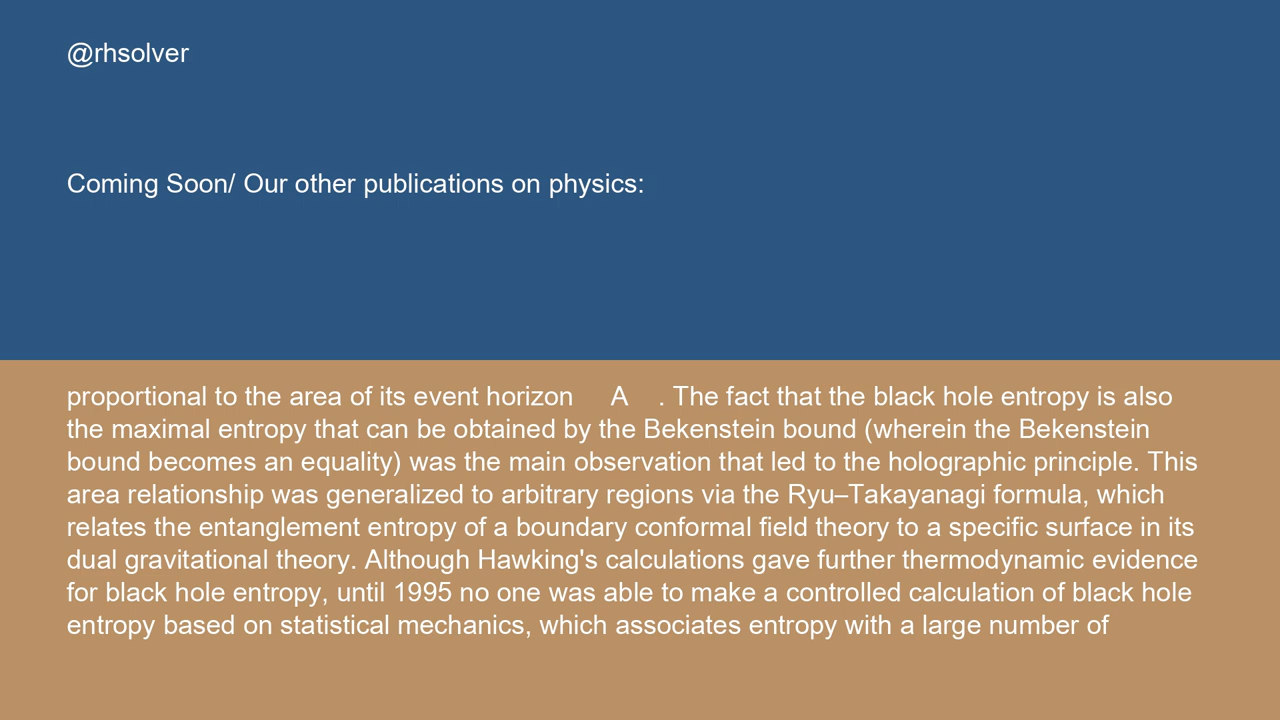 @rhsolver
Coming Soon/ Our other publications on physics:
proportional to the area of its event horizon A . The fact that the black hole entropy is also
the maximal entropy that can be obtained by the Bekenstein bound (wherein the Bekenstein
bound becomes an equality) was the main observation that led to the holographic principle. This
area relationship was generalized to arbitrary regions via the Ryu–Takayanagi formula, which
relates the entanglement entropy of a boundary conformal field theory to a specific surface in its
dual gravitational theory. Although Hawking's calculations gave further thermodynamic evidence
for black hole entropy, until 1995 no one was able to make a controlled calculation of black hole
entropy based on statistical mechanics, which associates entropy with a large number of